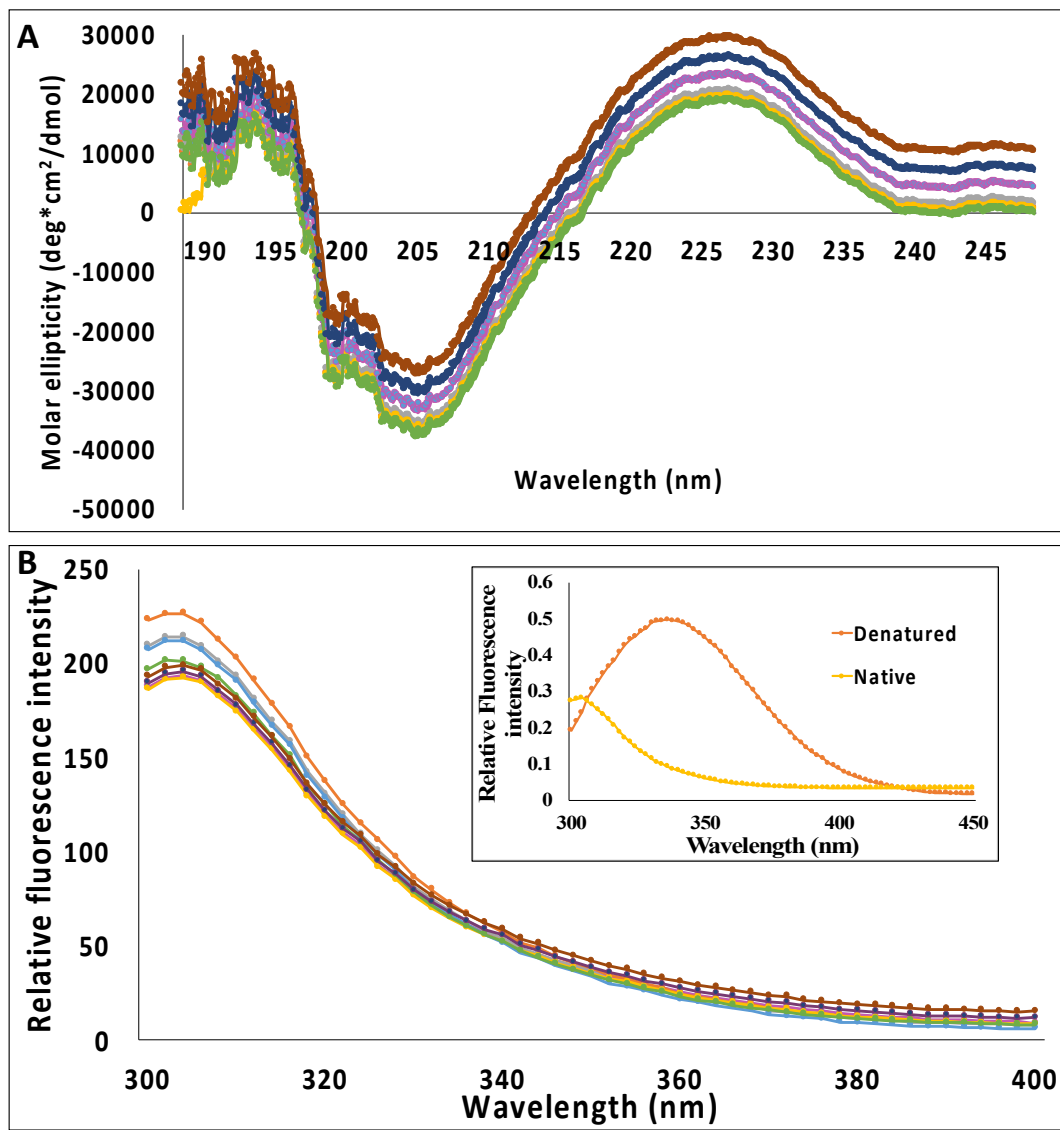 A
Molar ellipticity (deg*cm²/dmol)
30000
20000
10000
0
-10000
-20000
-30000
-40000
-50000
190 195 200 205 210 215 220 225 230 235 240 245
Wavelength (nm)
B
Relative fluorescence intensity
250
200
150
100
50
0
300 320 340 360 380 400
Wavelength (nm)
Relative Fluorescence
intensity
0.6
0.5
0.4
0.3
0.2
0.1
0
300 350 400 450
Wavelength (nm)
Denatured
Native